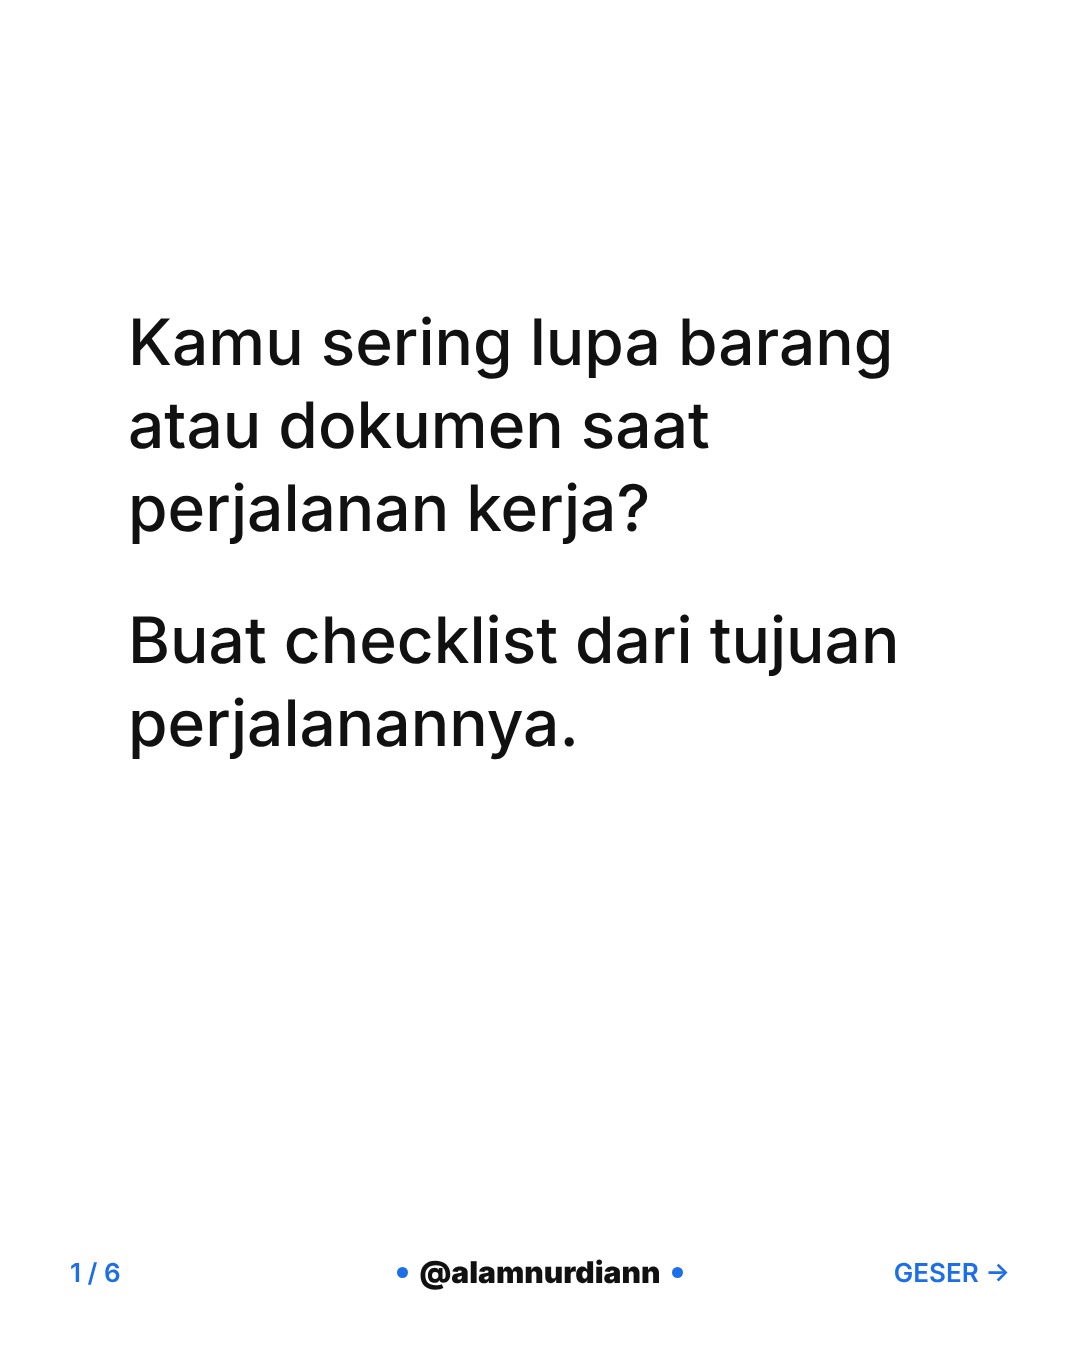 Kamu sering lupa barang
atau dokumen saat
perjalanan kerja?
Buat checklist dari tujuan
perjalanannya.
1 / 6
• @alamnurdiann •
GESER →